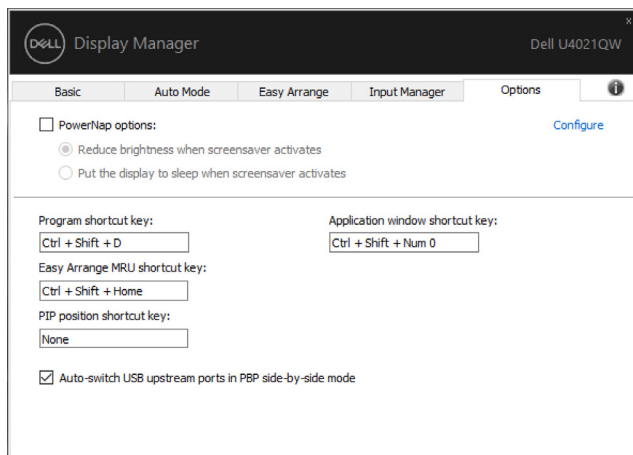 x
DELL Display Manager Dell U4021QW
Basic Auto Mode Easy Arrange Input Manager Options i
PowerNap options: Configure
Reduce brightness when screensaver activates
Put the display to sleep when screensaver activates
Program shortcut key: Application window shortcut key:
Ctrl + Shift + D Ctrl + Shift + Num 0
Easy Arrange MRU shortcut key:
Ctrl + Shift + Home
PIP position shortcut key:
None
Auto-switch USB upstream ports in PBP side-by-side mode